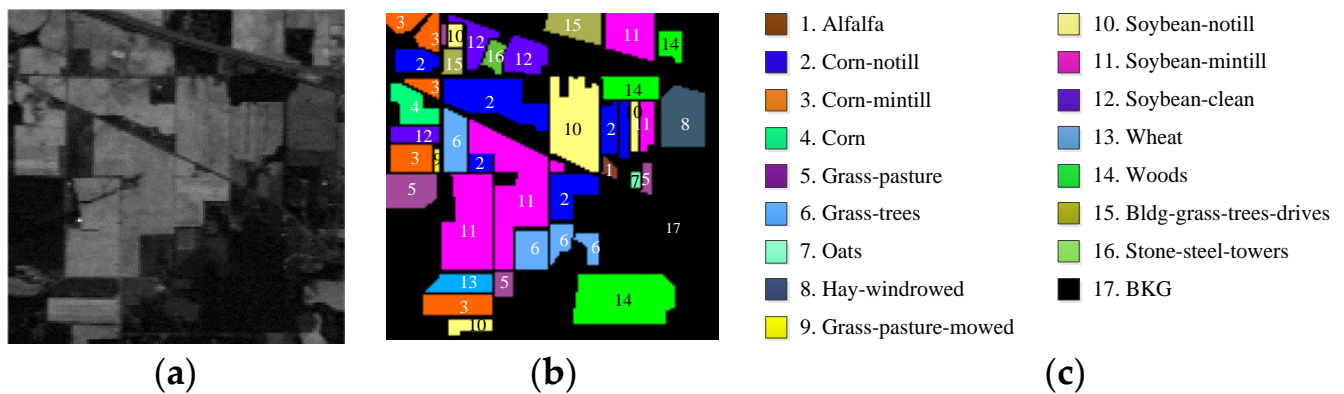 3 15 11 14
3 10 12 16 12
2 15
3 2 14
4 10 2 10 11 8
12 6
3 9 2 1
5 7 5
11 2
11 17
6 6 6
13 5
3 14
10
1. Alfalfa
2. Corn-notill
3. Corn-mintill
4. Corn
5. Grass-pasture
6. Grass-trees
7. Oats
8. Hay-windrowed
9. Grass-pasture-mowed
10. Soybean-notill
11. Soybean-mintill
12. Soybean-clean
13. Wheat
14. Woods
15. Bldg-grass-trees-drives
16. Stone-steel-towers
17. BKG
(a) (b) (c)